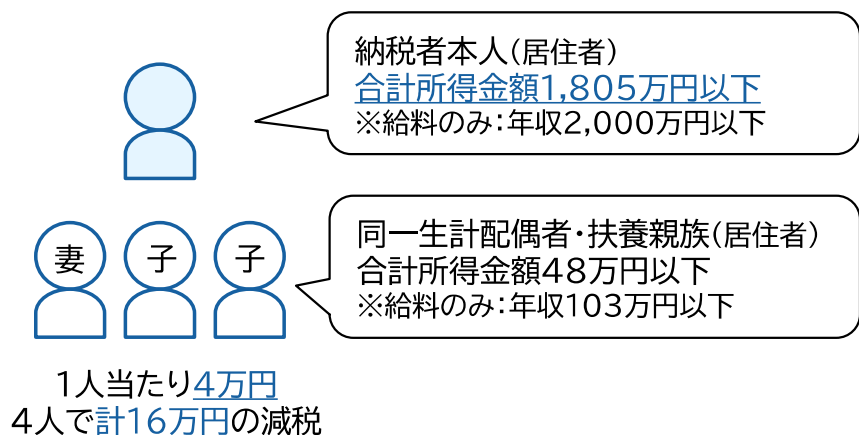 納税者本人(居住者)
合計所得金額1,805万円以下
※給料のみ:年収2,000万円以下
妻 子 子
同一生計配偶者・扶養親族(居住者)
合計所得金額48万円以下
※給料のみ:年収103万円以下
1人当たり4万円
4人で計16万円の減税